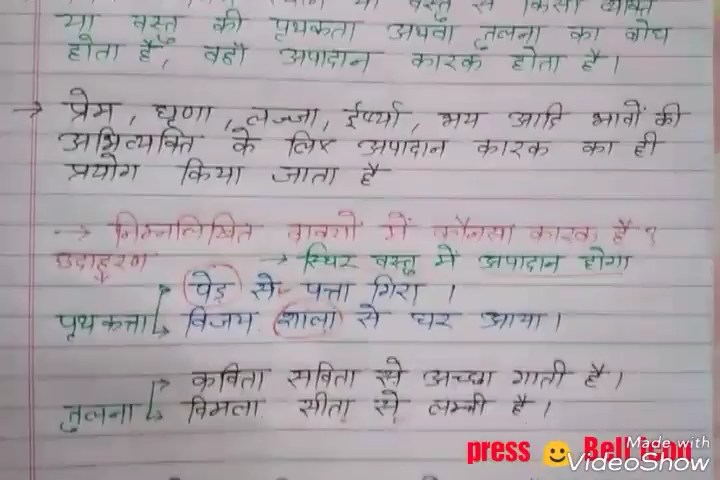 या वस्तु की पृथकता अथवा तुलना का बोध
होता है, वहाँ अपादान कारक होता है।
→ प्रेम, घृणा, लज्जा, ईर्ष्या, भय आदि भावों की
अभिव्यक्ति के लिए अपादान कारक का ही
प्रयोग किया जाता है
→ निम्नलिखित वाक्यों में कौनसा कारक है ?
उदाहरण → स्थिर वस्तु में अपादान होगा
पेड़ से पत्ता गिरा ।
पृथकत्ता विजय शाला से घर आया।
कविता सविता से अच्छा गाती है।
तुलना विमला सीता से लम्बी है।
press 🙂 Bell icon
Made with
VideoShow